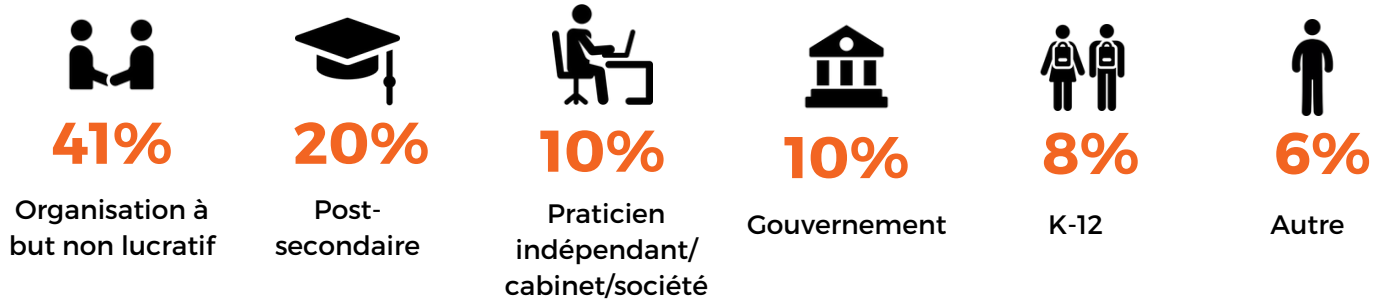 41%
Organisation à
but non lucratif
20%
Post-
secondaire
10%
Praticien
indépendant/
cabinet/société
10%
Gouvernement
8%
K-12
6%
Autre